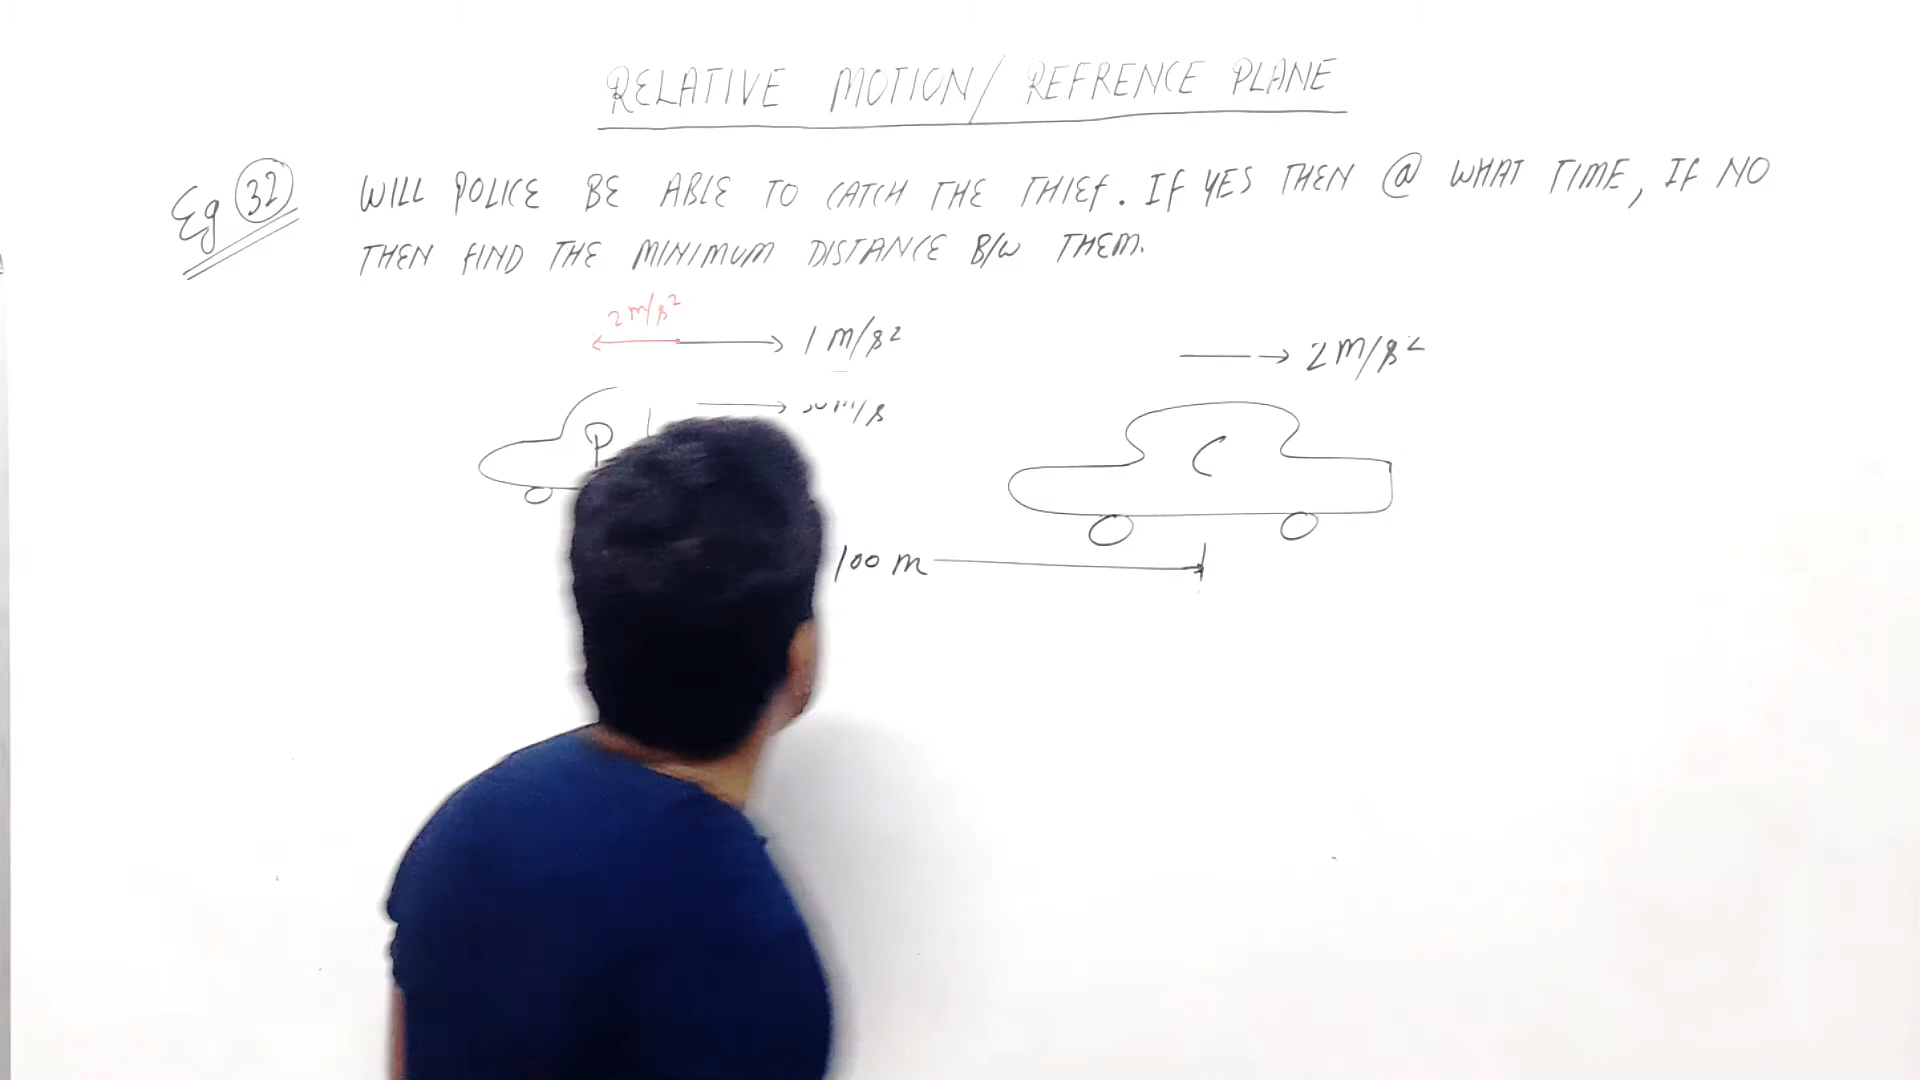 RELATIVE MOTION/ REFRENCE PLANE
Eg 32 WILL POLICE BE ABLE TO CATCH THE THIEF. IF YES THEN @ WHAT TIME, IF NO
THEN FIND THE MINIMUM DISTANCE B/W THEM.
2 m/s²
1 m/s²
2 m/s²
m/s
P
C
100 m